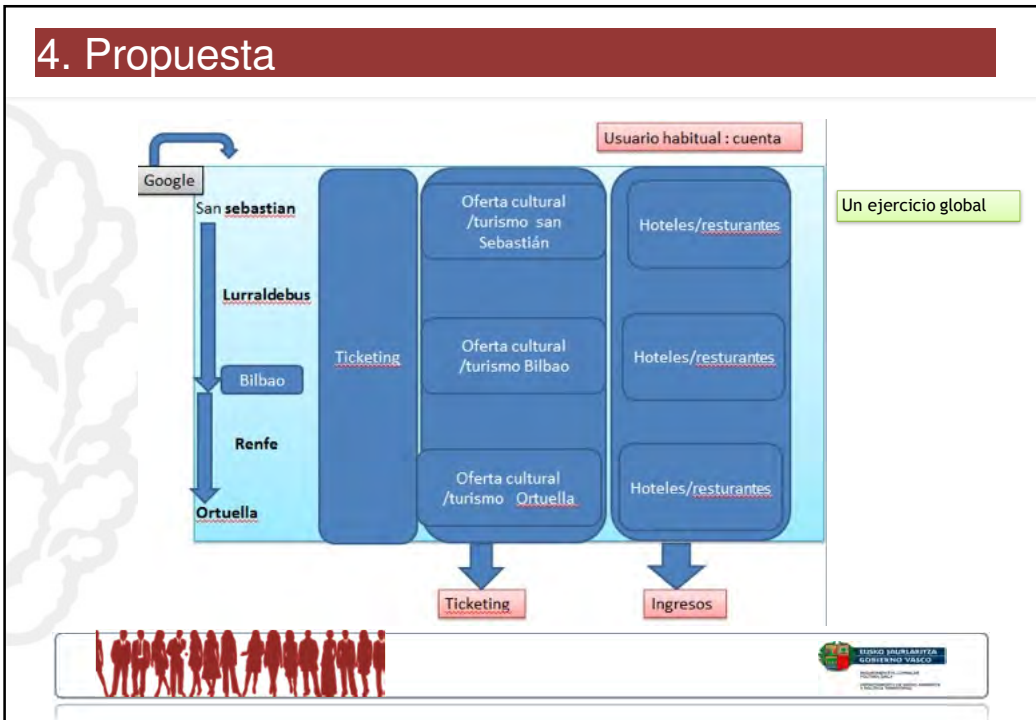 4. Propuesta
Usuario habitual : cuenta
Google
San sebastian
Lurraldebus
Bilbao
Renfe
Ortuella
Ticketing
Oferta cultural
/turismo san
Sebastián
Oferta cultural
/turismo Bilbao
Oferta cultural
/turismo Ortuella
Hoteles/resturantes
Hoteles/resturantes
Hoteles/resturantes
Un ejercicio global
Ticketing
Ingresos
EUSKO JAURLARITZA
GOBIERNO VASCO